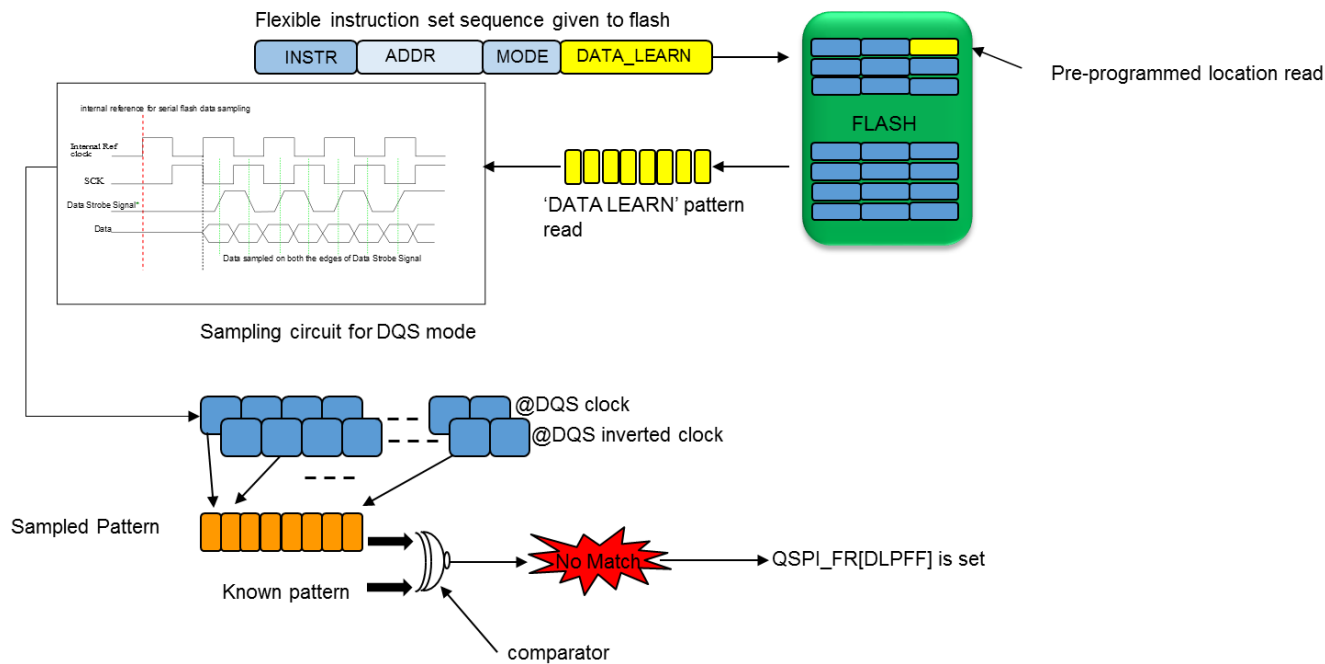 Flexible instruction set sequence given to flash
INSTR
ADDR
MODE
DATA_LEARN
Pre-programmed location read
FLASH
internal reference for serial flash data sampling
Internal Ref
clock
SCK
Data Strobe Signal*
Data
Data sampled on both the edges of Data Strobe Signal
'DATA LEARN' pattern
read
Sampling circuit for DQS mode
@DQS clock
@DQS inverted clock
Sampled Pattern
No Match
QSPI_FR[DLPFF] is set
Known pattern
comparator